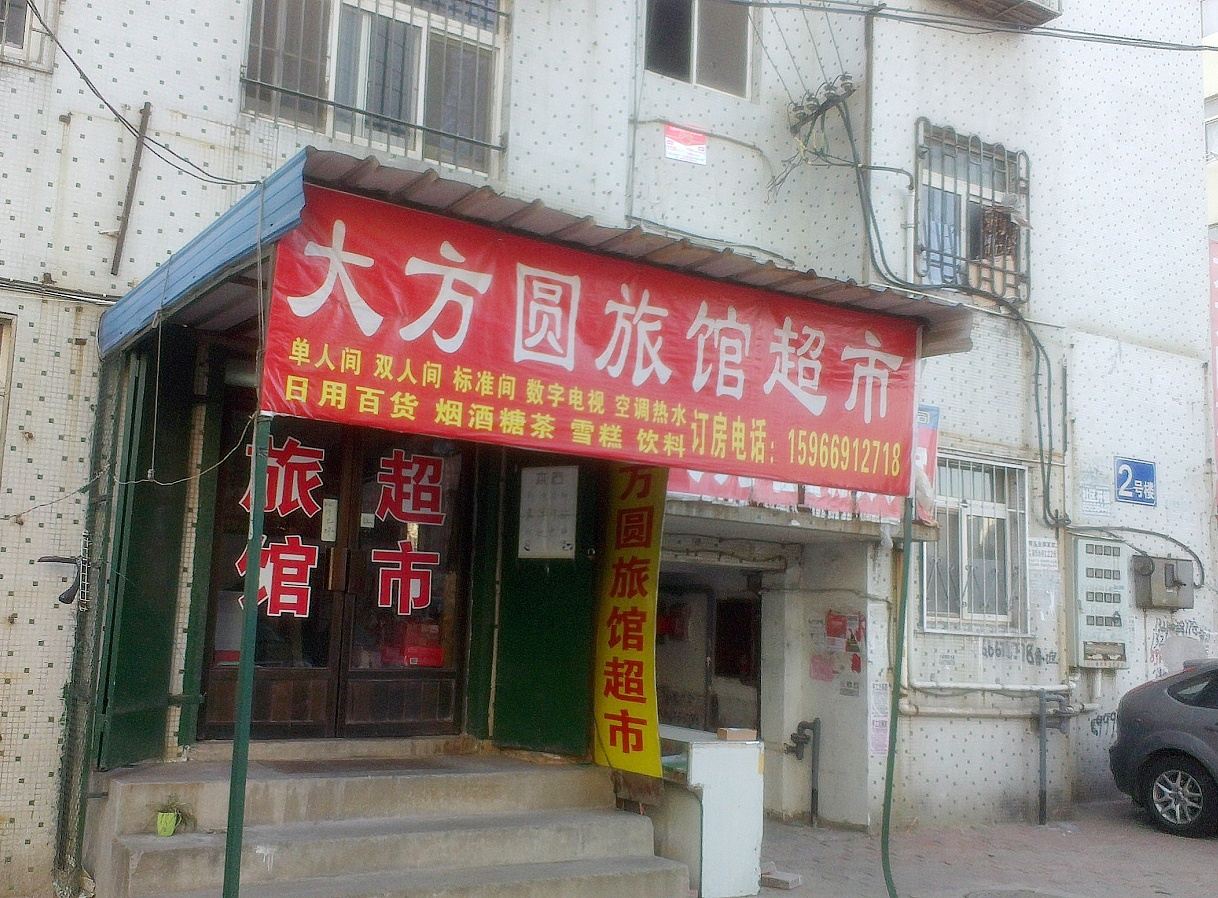 大方圆旅馆超市
单人间 双人间 标准间 数字电视 空调热水
日用百货 烟酒糖茶 雪糕 饮料 订房电话：15966912718
旅馆
超市
方圆旅馆超市
2号楼